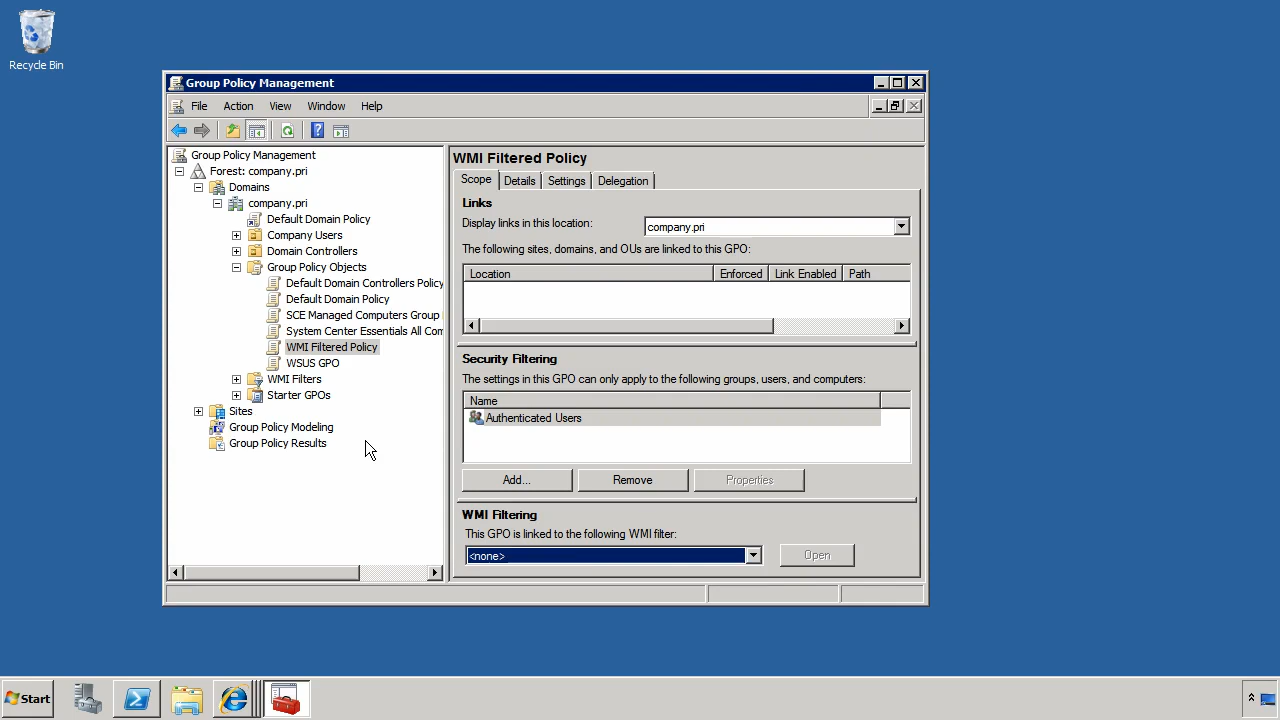 Recycle Bin
Group Policy Management
File Action View Window Help
Group Policy Management
Forest: company.pri
Domains
company.pri
Default Domain Policy
Company Users
Domain Controllers
Group Policy Objects
Default Domain Controllers Policy
Default Domain Policy
SCE Managed Computers Group
System Center Essentials All Com
WMI Filtered Policy
WSUS GPO
WMI Filters
Starter GPOs
Sites
Group Policy Modeling
Group Policy Results
WMI Filtered Policy
Scope Details Settings Delegation
Links
Display links in this location: company.pri
The following sites, domains, and OUs are linked to this GPO:
Location Enforced Link Enabled Path
Security Filtering
The settings in this GPO can only apply to the following groups, users, and computers:
Name
Authenticated Users
Add... Remove Properties
WMI Filtering
This GPO is linked to the following WMI filter:
<none> Open
Start